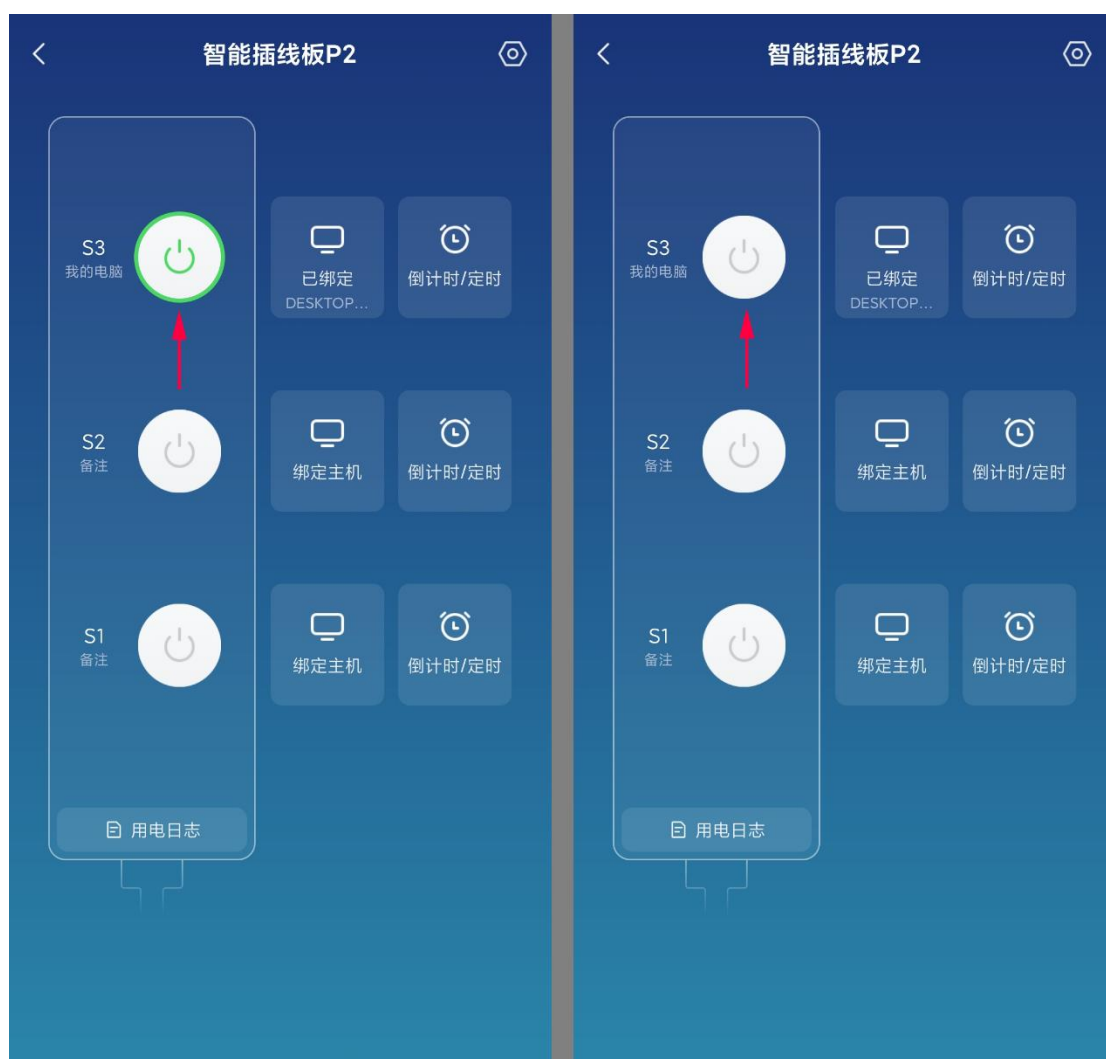 智能插线板P2
S3
我的电脑
已绑定
DESKTOP...
倒计时/定时
S2
备注
绑定主机
倒计时/定时
S1
备注
绑定主机
倒计时/定时
用电日志
智能插线板P2
S3
我的电脑
已绑定
DESKTOP...
倒计时/定时
S2
备注
绑定主机
倒计时/定时
S1
备注
绑定主机
倒计时/定时
用电日志